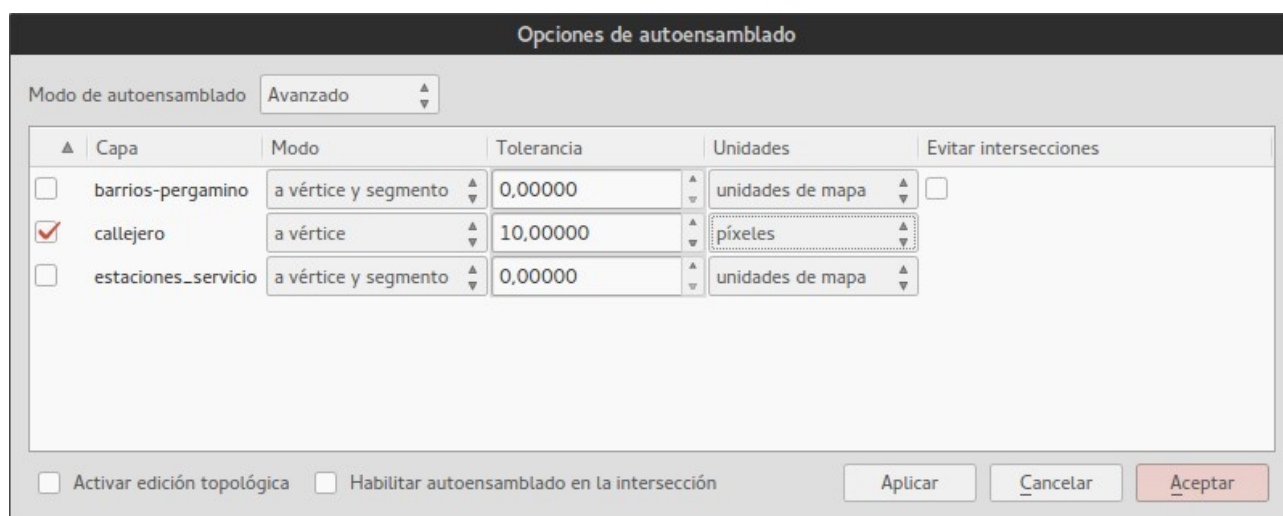 Opciones de autoensamblado
Modo de autoensamblado Avanzado
Capa Modo Tolerancia Unidades Evitar intersecciones
barrios-pergamino a vértice y segmento 0,00000 unidades de mapa
callejero a vértice 10,00000 píxeles
estaciones_servicio a vértice y segmento 0,00000 unidades de mapa
Activar edición topológica Habilitar autoensamblado en la intersección Aplicar Cancelar Aceptar